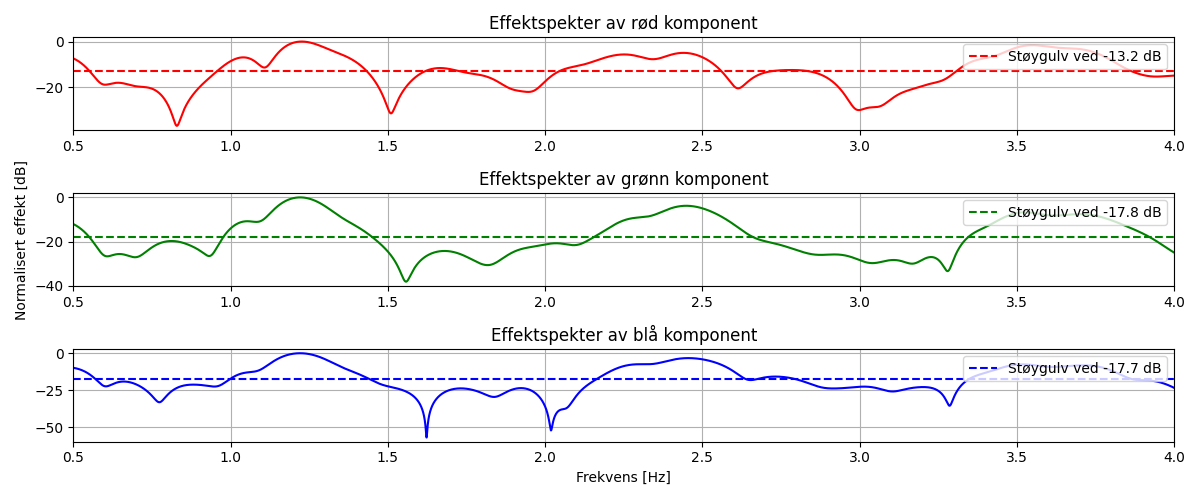 Effektspekter av rød komponent
0
−20
Støygulv ved -13.2 dB
0.5 1.0 1.5 2.0 2.5 3.0 3.5 4.0
Effektspekter av grønn komponent
Normalisert effekt [dB]
0
−20
−40
Støygulv ved -17.8 dB
0.5 1.0 1.5 2.0 2.5 3.0 3.5 4.0
Effektspekter av blå komponent
0
−25
−50
Støygulv ved -17.7 dB
0.5 1.0 1.5 2.0 2.5 3.0 3.5 4.0
Frekvens [Hz]